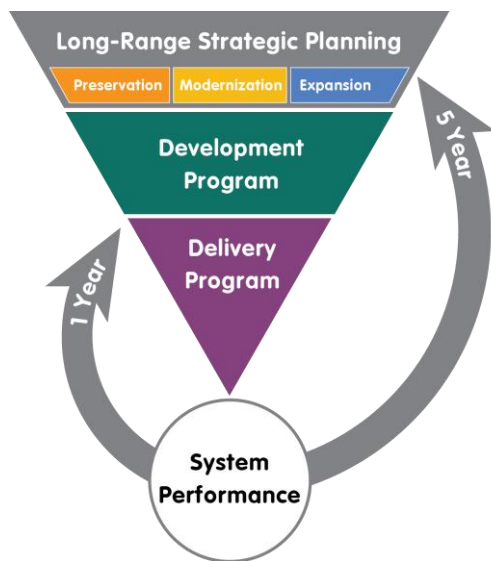 Long-Range Strategic Planning
Preservation
Modernization
Expansion
Development
Program
Delivery
Program
1 Year
5 Year
System
Performance